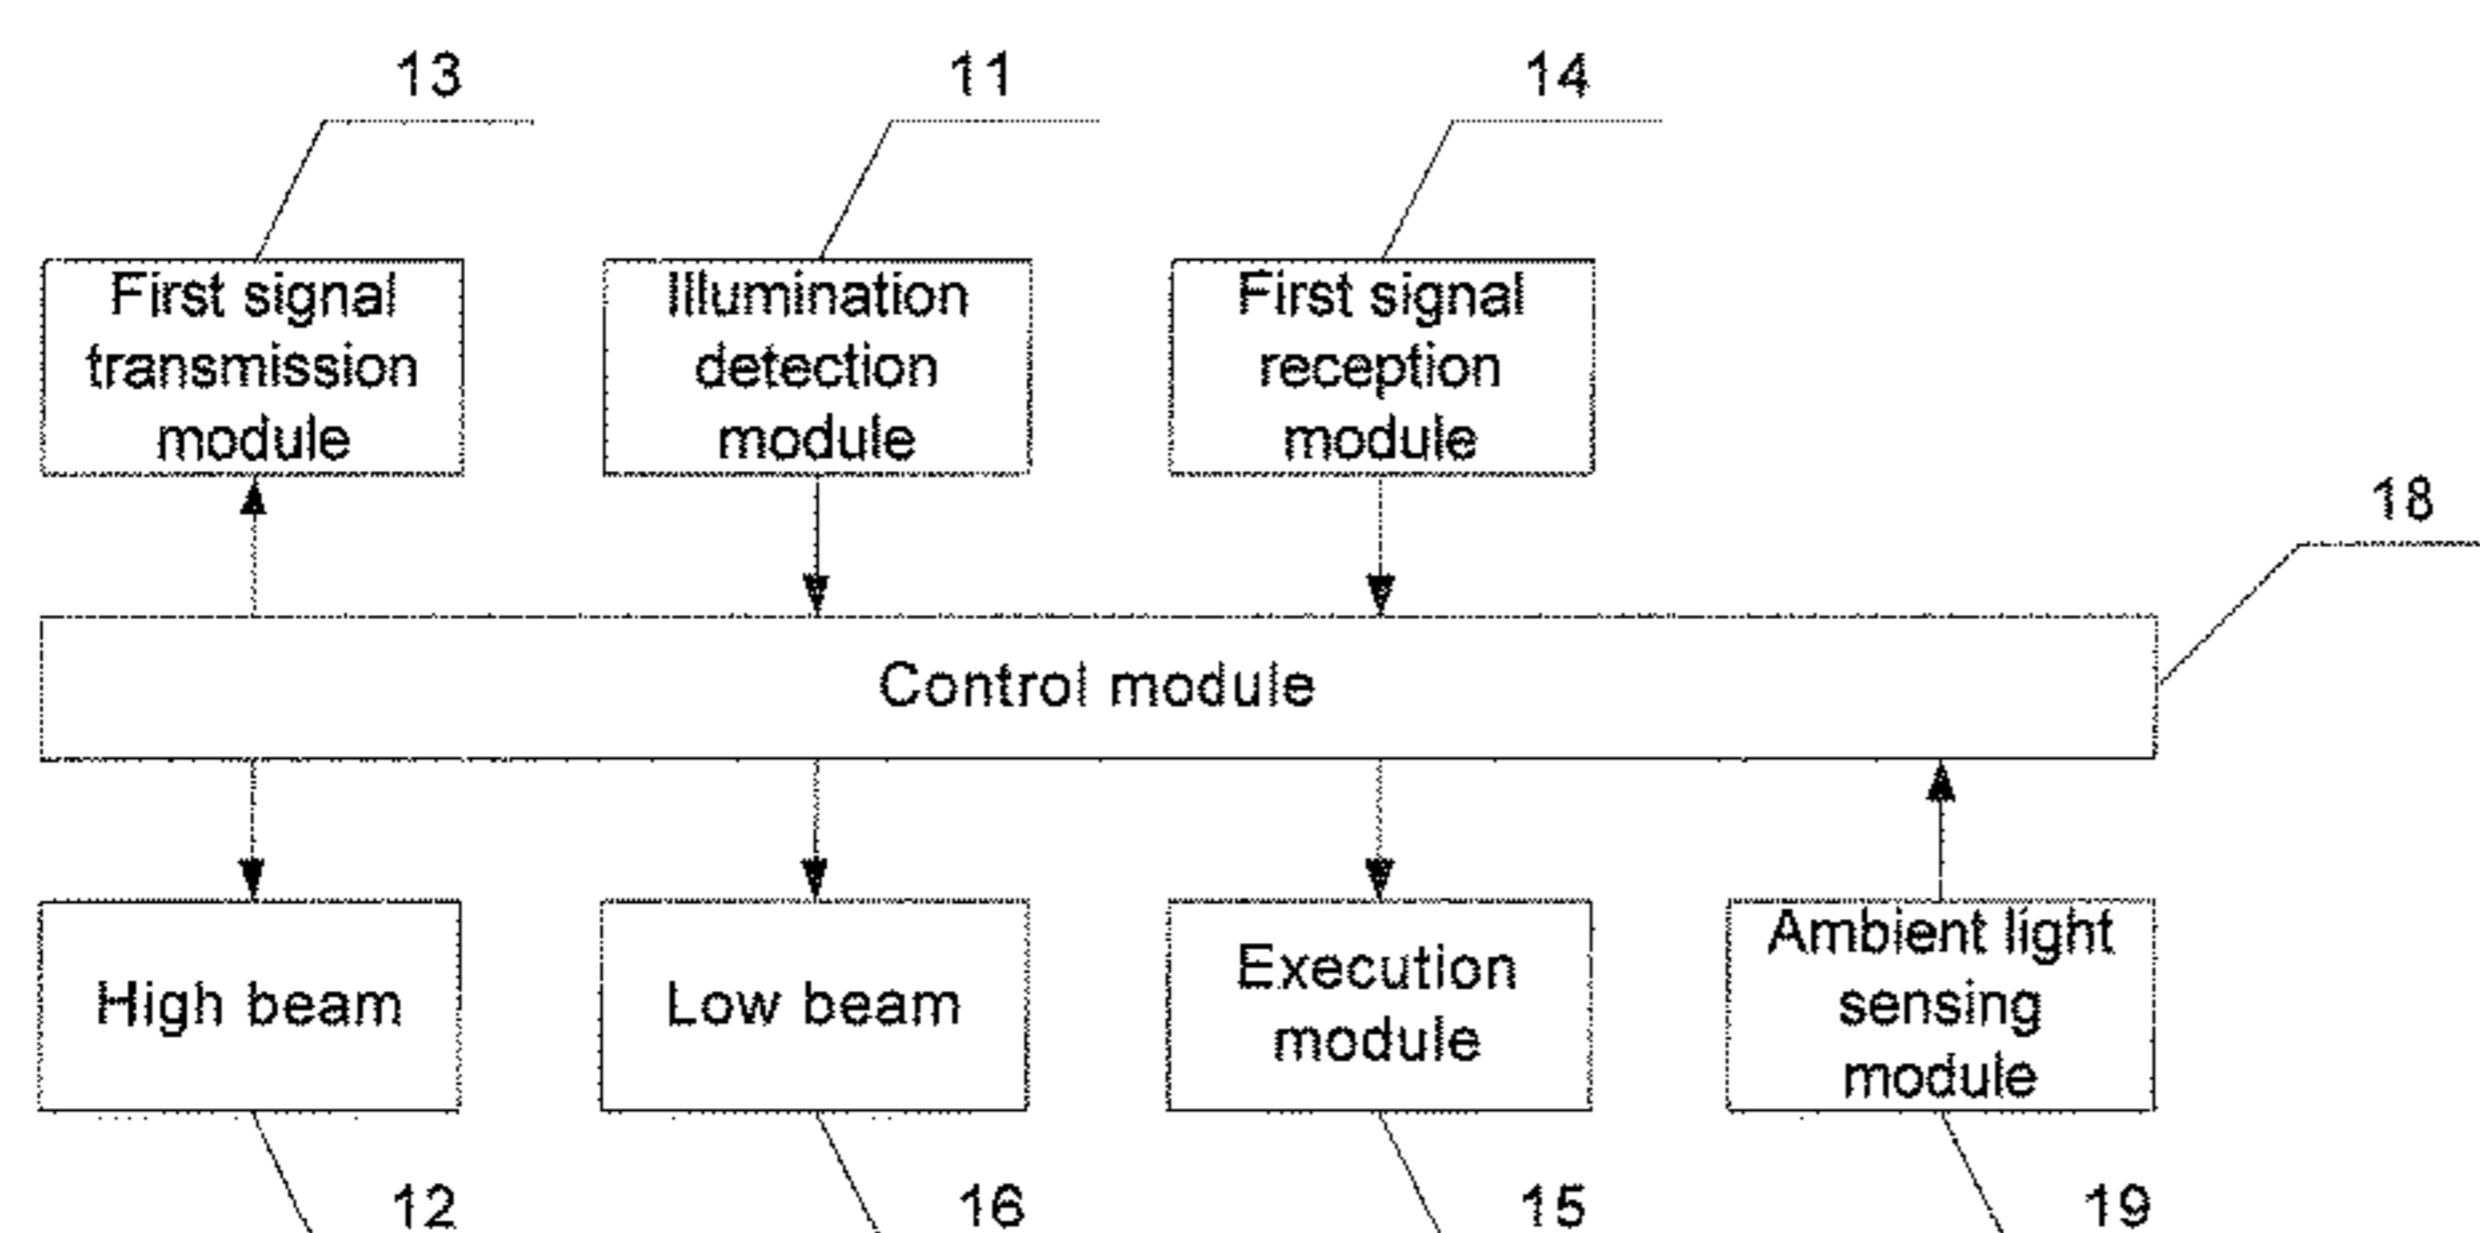 13 11 14
First signal transmission module
Illumination detection module
First signal reception module
18
Control module
High beam
Low beam
Execution module
Ambient light sensing module
12 16 15 19